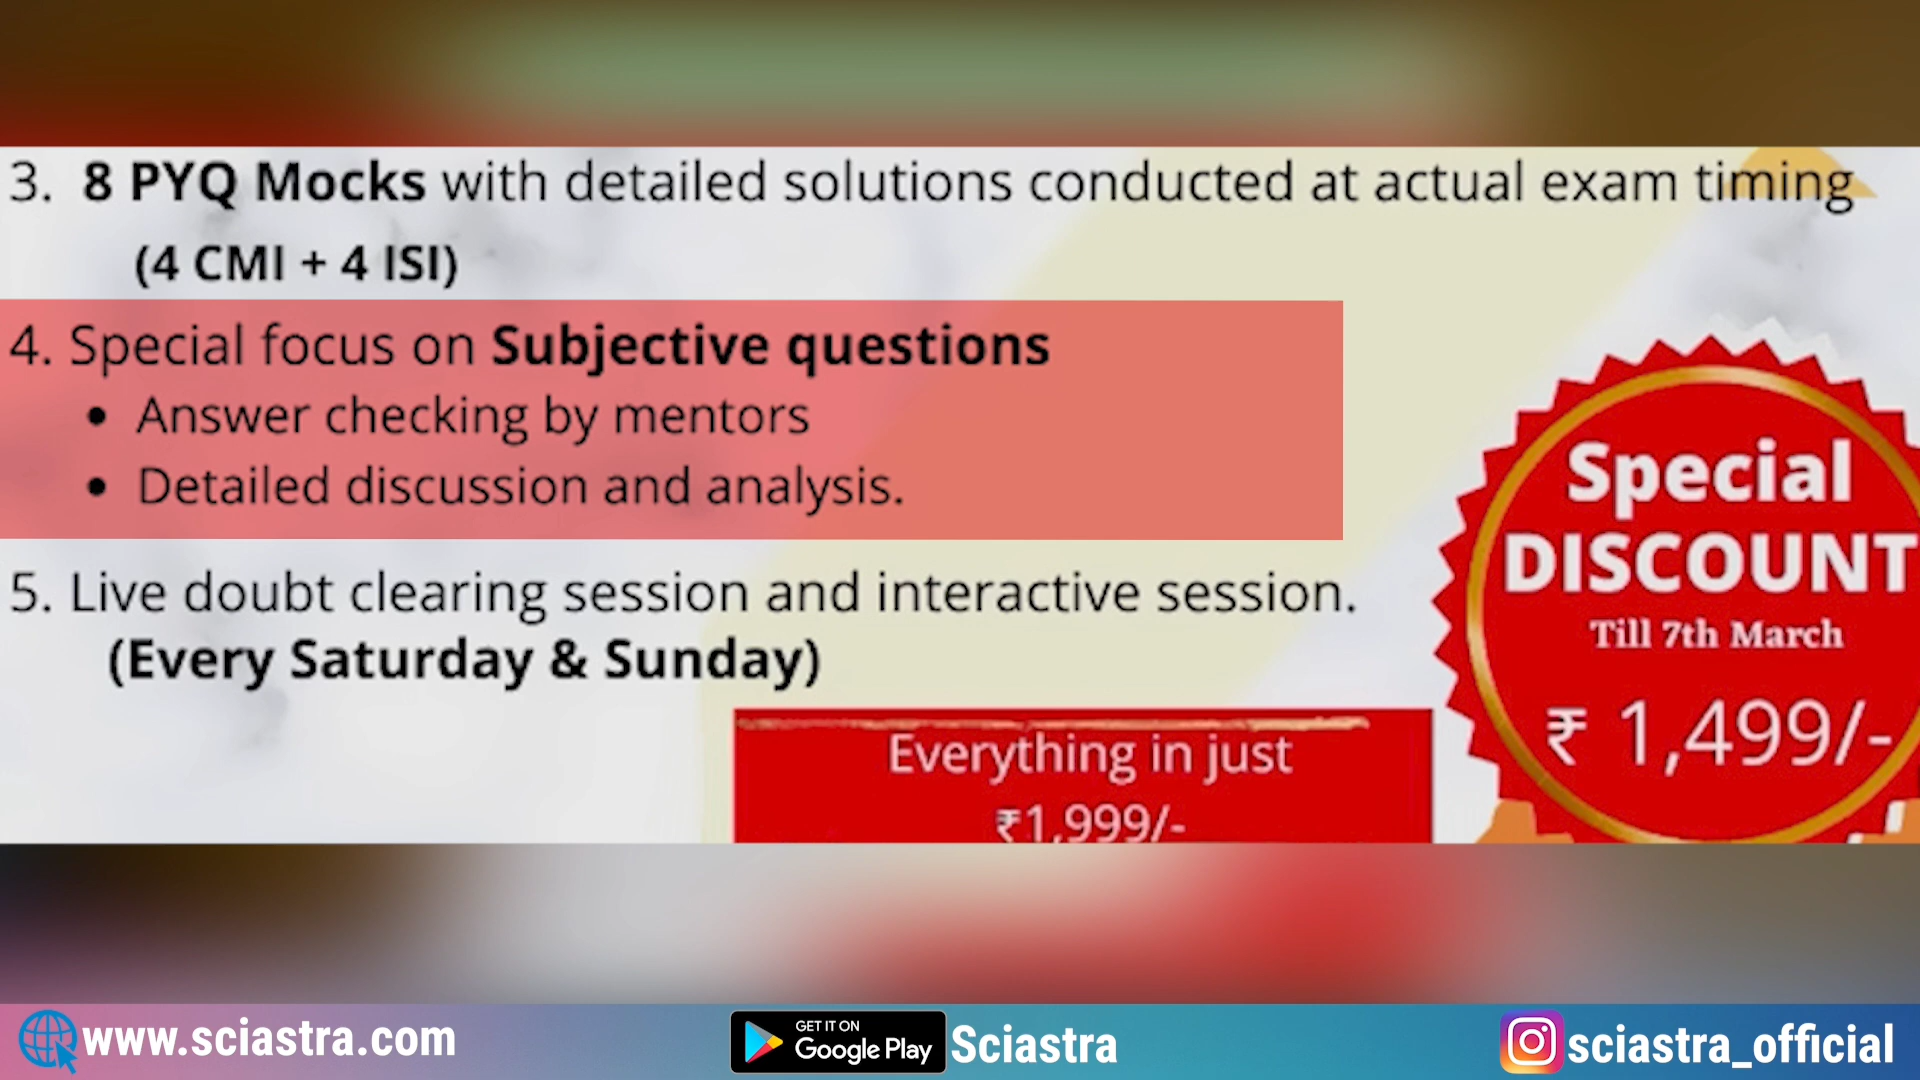 3. 8 PYQ Mocks with detailed solutions conducted at actual exam timing
(4 CMI + 4 ISI)
4. Special focus on Subjective questions
• Answer checking by mentors
• Detailed discussion and analysis.
5. Live doubt clearing session and interactive session.
(Every Saturday & Sunday)
Everything in just
₹1,999/-
Special
DISCOUNT
Till 7th March
₹ 1,499/-
www.sciastra.com
GET IT ON
Google Play
Sciastra
sciastra_official